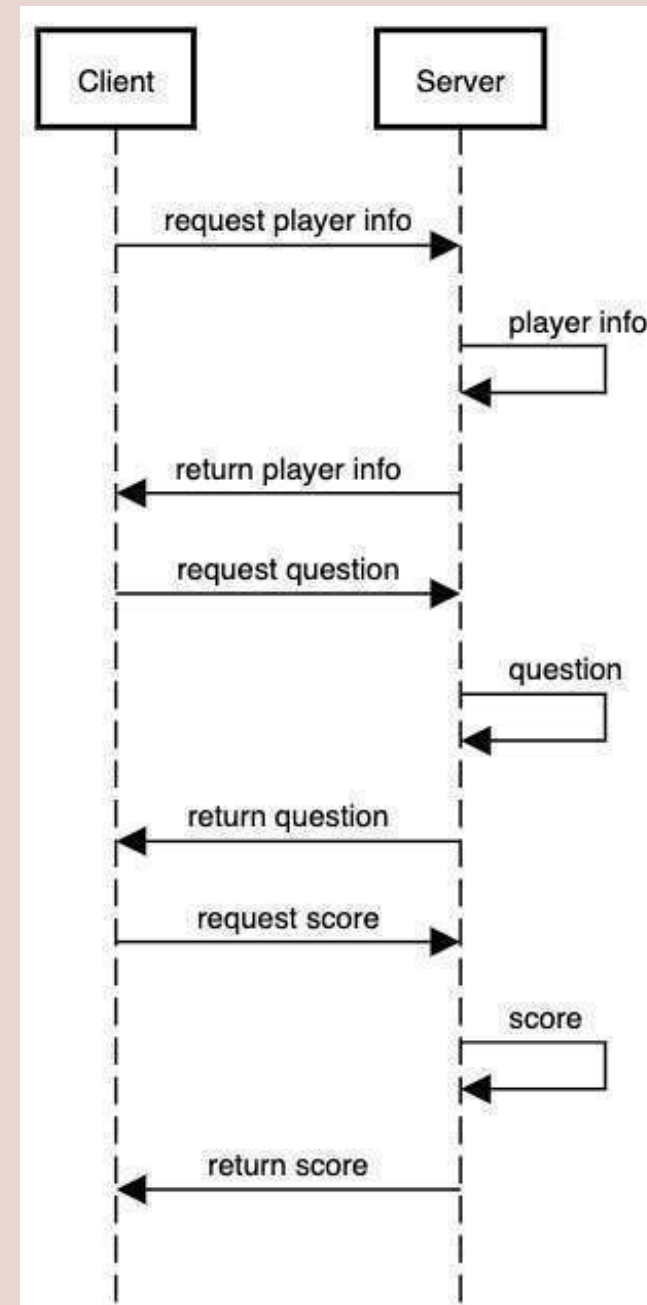 Client
Server
request player info
player info
return player info
request question
question
return question
request score
score
return score